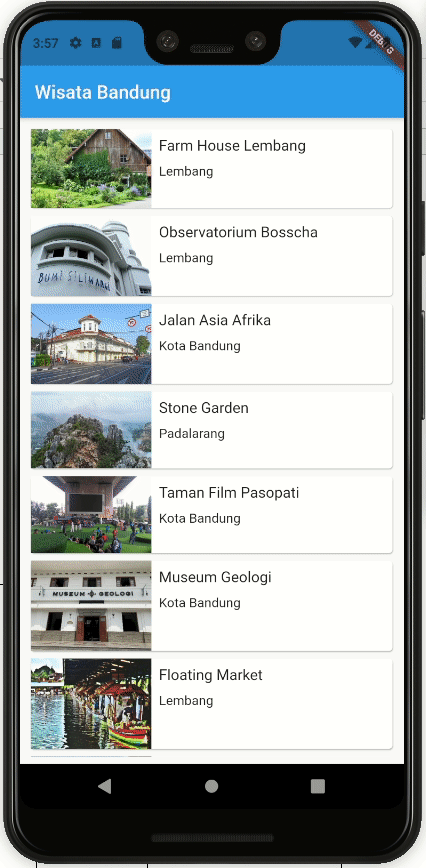 3:57
DEBUG
Wisata Bandung
Farm House Lembang
Lembang
BUMI SILIWANGI
Observatorium Bosscha
Lembang
Jalan Asia Afrika
Kota Bandung
Stone Garden
Padalarang
Taman Film Pasopati
Kota Bandung
MUSEUM GEOLOGI
Museum Geologi
Kota Bandung
Floating Market
Lembang